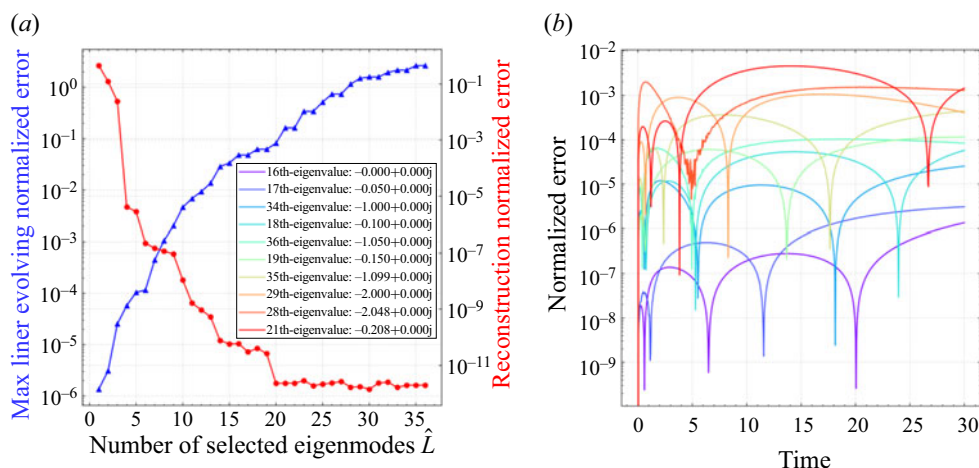 (a)
Max liner evolving normalized error
10⁰
10⁻¹
10⁻²
10⁻³
10⁻⁴
10⁻⁵
10⁻⁶
16th-eigenvalue: −0.000+0.000j
17th-eigenvalue: −0.050+0.000j
34th-eigenvalue: −1.000+0.000j
18th-eigenvalue: −0.100+0.000j
36th-eigenvalue: −1.050+0.000j
19th-eigenvalue: −0.150+0.000j
35th-eigenvalue: −1.099+0.000j
29th-eigenvalue: −2.000+0.000j
28th-eigenvalue: −2.048+0.000j
21th-eigenvalue: −0.208+0.000j
10⁻¹
10⁻³
10⁻⁵
10⁻⁷
10⁻⁹
10⁻¹¹
Reconstruction normalized error
0 5 10 15 20 25 30 35
Number of selected eigenmodes L̂
(b)
Normalized error
10⁻²
10⁻³
10⁻⁴
10⁻⁵
10⁻⁶
10⁻⁷
10⁻⁸
10⁻⁹
0 5 10 15 20 25 30
Time